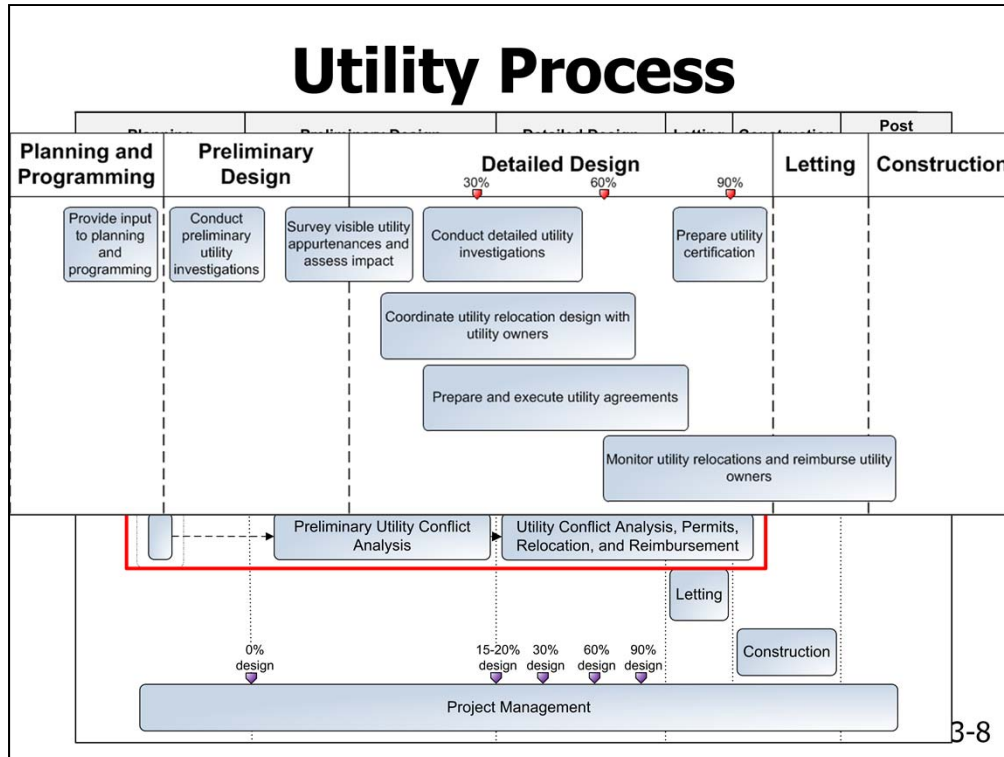 Utility Process
Post
Planning and
Programming
Preliminary
Design
Detailed Design
Letting
Construction
30%
60%
90%
Provide input
to planning
and
programming
Conduct
preliminary
utility
investigations
Survey visible utility
appurtenances and
assess impact
Conduct detailed utility
investigations
Prepare utility
certification
Coordinate utility relocation design with
utility owners
Prepare and execute utility agreements
Monitor utility relocations and reimburse utility
owners
Preliminary Utility Conflict
Analysis
Utility Conflict Analysis, Permits,
Relocation, and Reimbursement
Letting
Construction
0%
design
15-20%
design
30%
design
60%
design
90%
design
Project Management
3-8